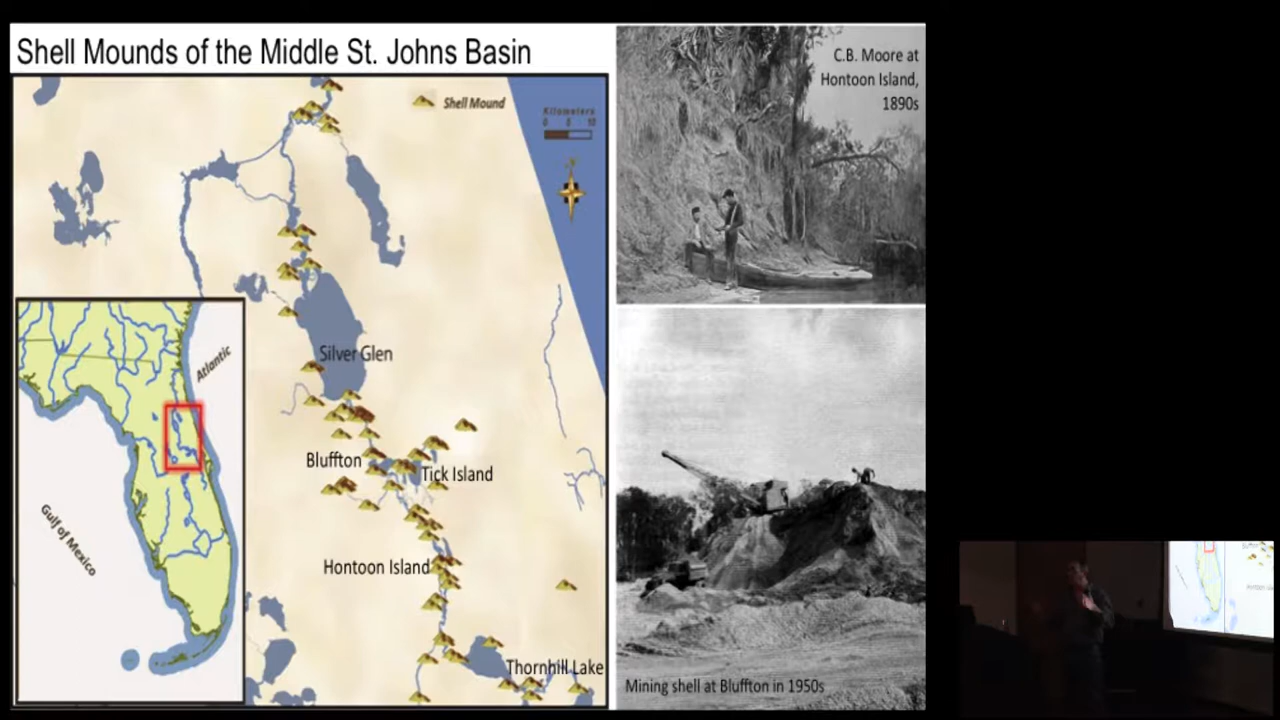 Shell Mounds of the Middle St. Johns Basin
Shell Mound
Kilometers
0 5 10
Silver Glen
Bluffton
Tick Island
Hontoon Island
Thornhill Lake
Atlantic
Gulf of Mexico
C.B. Moore at
Hontoon Island,
1890s
Mining shell at Bluffton in 1950s